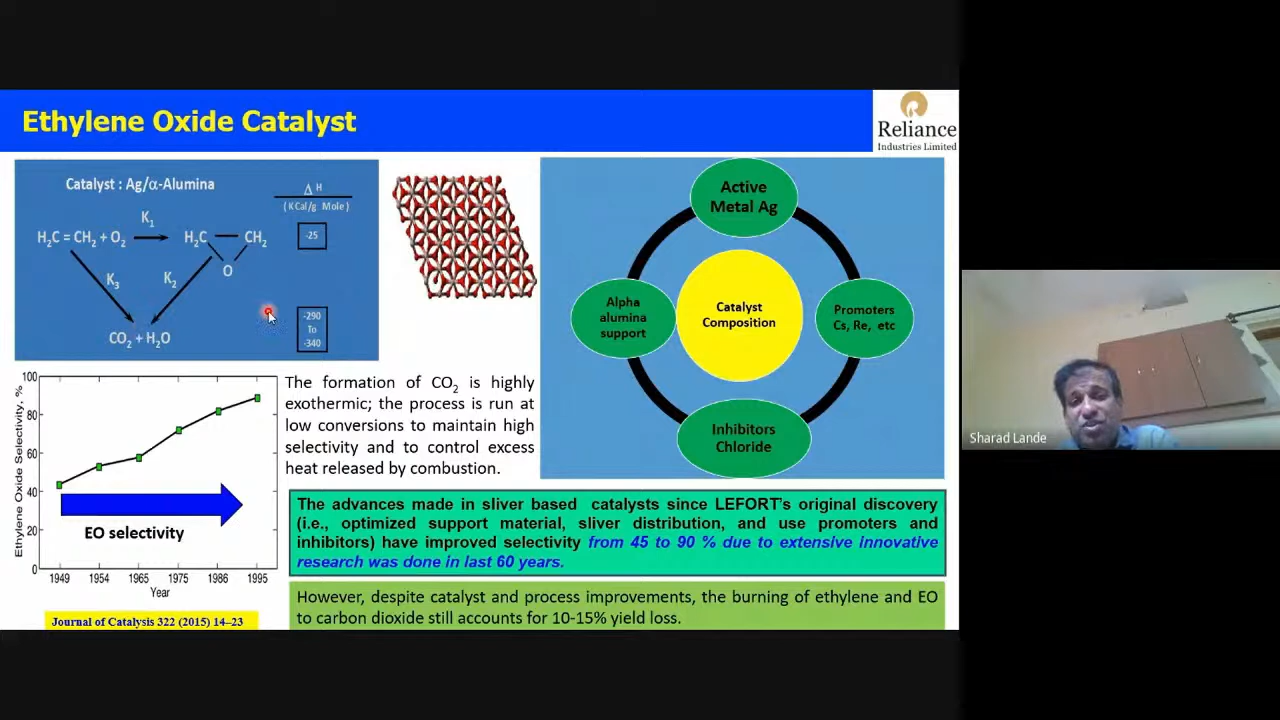 Ethylene Oxide Catalyst
Reliance
Industries Limited
Catalyst : Ag/α-Alumina
Δ H
( K Cal/g Mole )
K₁
H₂C = CH₂ + O₂
H₂C
CH₂
O
-25
K₃
K₂
CO₂ + H₂O
-290
To
-340
Active
Metal Ag
Alpha
alumina
support
Catalyst
Composition
Promoters
Cs, Re, etc
Inhibitors
Chloride
Ethylene Oxide Selectivity, %
100
80
60
40
20
0
EO selectivity
1949 1954 1965 1975 1986 1995
Year
Journal of Catalysis 322 (2015) 14–23
The formation of CO₂ is highly
exothermic; the process is run at
low conversions to maintain high
selectivity and to control excess
heat released by combustion.
The advances made in sliver based catalysts since LEFORT's original discovery
(i.e., optimized support material, sliver distribution, and use promoters and
inhibitors) have improved selectivity from 45 to 90 % due to extensive innovative
research was done in last 60 years.
However, despite catalyst and process improvements, the burning of ethylene and EO
to carbon dioxide still accounts for 10-15% yield loss.
Sharad Lande